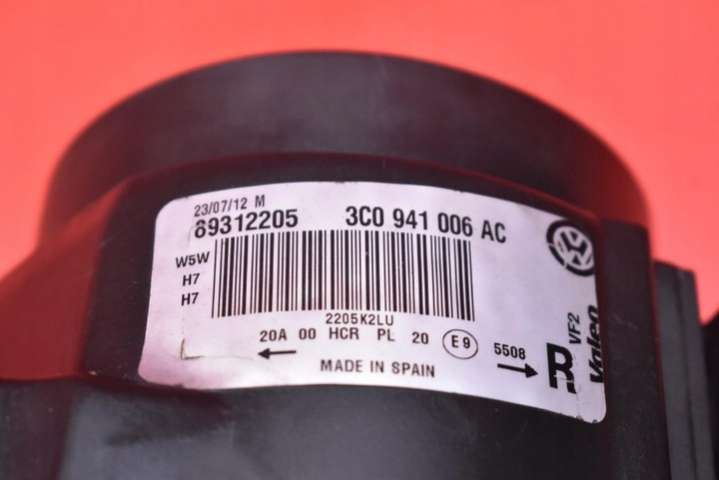 23/07/12 M
89312205 3C0 941 006 AC
W5W
H7
H7
2205K2LU
20A 00 HCR PL 20 E9 5508
MADE IN SPAIN
R
VF2
Valeo